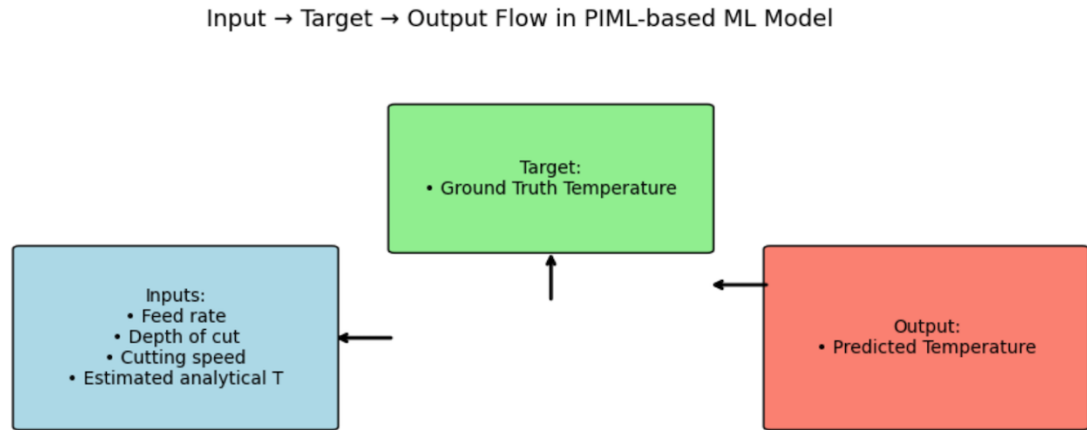 Input → Target → Output Flow in PIML-based ML Model
Target:
• Ground Truth Temperature
Inputs:
• Feed rate
• Depth of cut
• Cutting speed
• Estimated analytical T
Output:
• Predicted Temperature